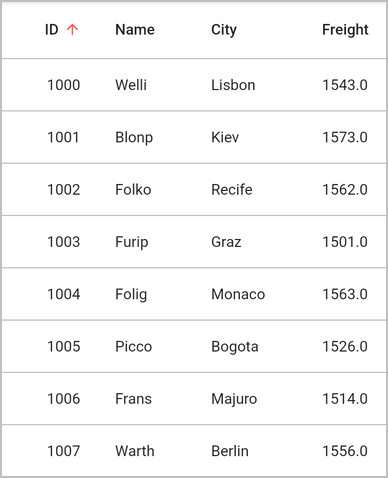 ID Name City Freight
1000 Welli Lisbon 1543.0
1001 Blonp Kiev 1573.0
1002 Folko Recife 1562.0
1003 Furip Graz 1501.0
1004 Folig Monaco 1563.0
1005 Picco Bogota 1526.0
1006 Frans Majuro 1514.0
1007 Warth Berlin 1556.0